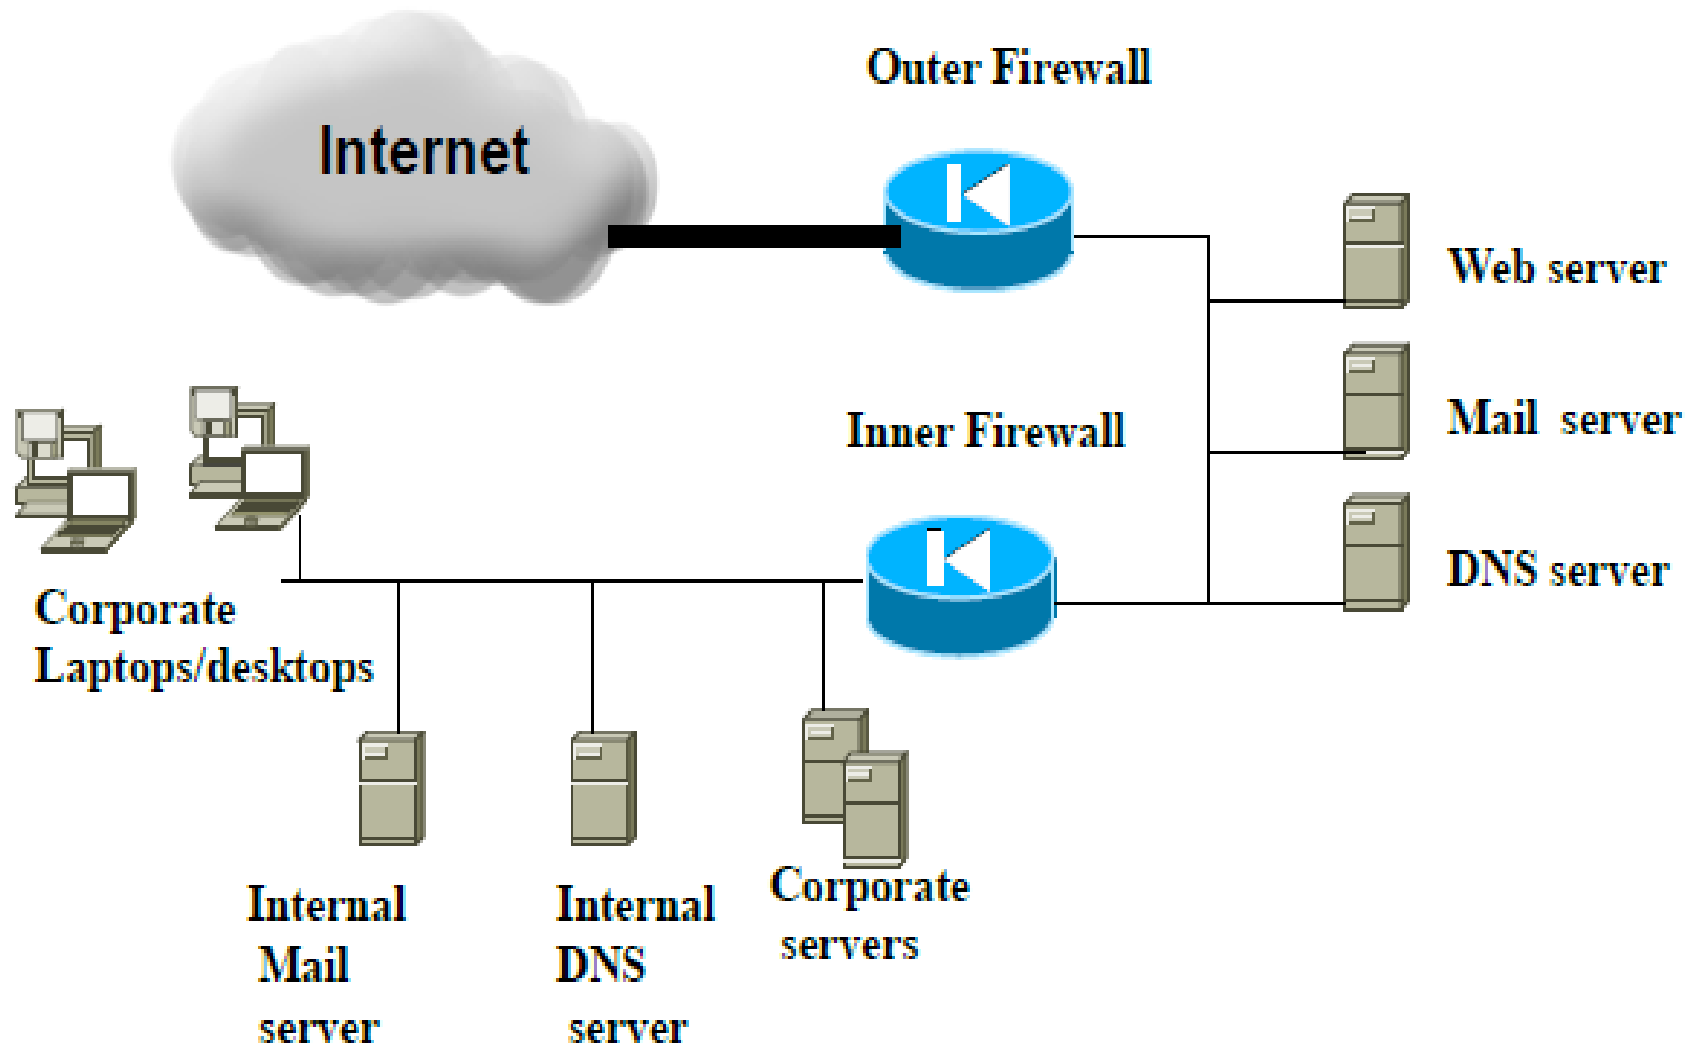 Outer Firewall
Internet
Web server
Mail server
Inner Firewall
DNS server
Corporate
Laptops/desktops
Internal
Mail
server
Internal
DNS
server
Corporate
servers